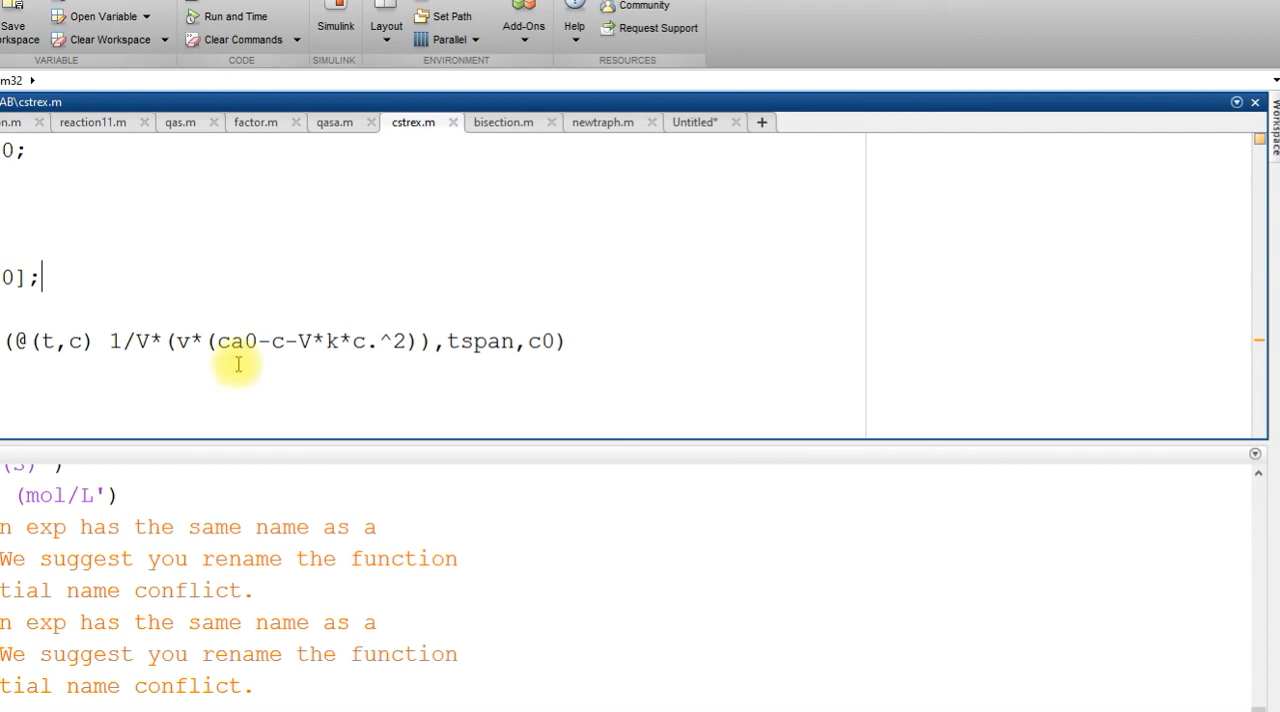 Open Variable
Run and Time
Set Path
Community
Save
Simulink
Layout
Add-Ons
Help
Request Support
Clear Workspace
Clear Commands
Parallel
VARIABLE
CODE
SIMULINK
ENVIRONMENT
RESOURCES
m32
AB\cstrex.m
n.m
reaction11.m
qas.m
factor.m
qasa.m
cstrex.m
bisection.m
newtraph.m
Untitled*
+
Workspace
0;
0];
(@(t,c) 1/V*(v*(ca0-c-V*k*c.^2)),tspan,c0)
(mol/L')
n exp has the same name as a
We suggest you rename the function
tial name conflict.
n exp has the same name as a
We suggest you rename the function
tial name conflict.